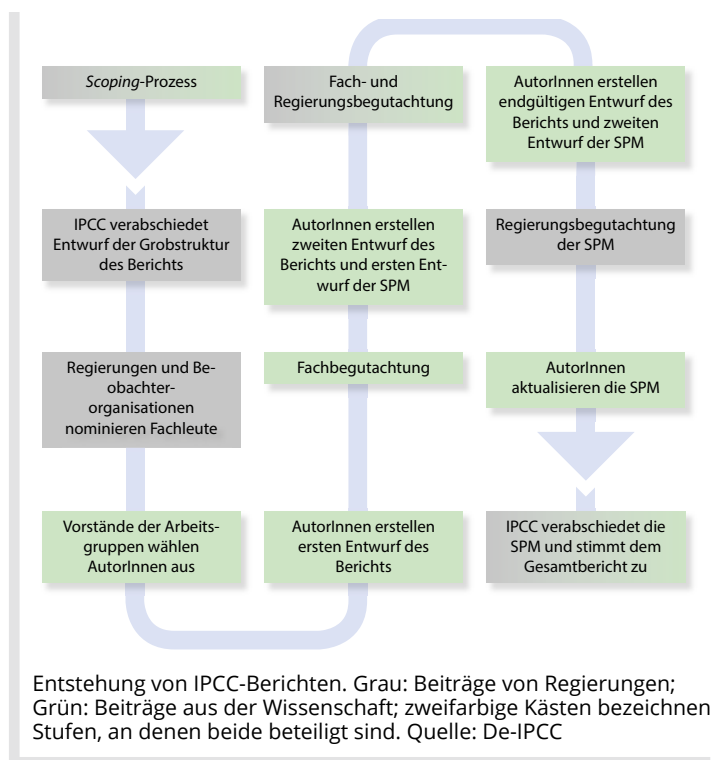 Scoping-Prozess
IPCC verabschiedet
Entwurf der Grobstruktur
des Berichts
Regierungen und Be-
obachter-
organisationen
nominieren Fachleute
Vorstände der Arbeits-
gruppen wählen
AutorInnen aus
AutorInnen erstellen
ersten Entwurf des
Berichts
Fachbegutachtung
AutorInnen erstellen
zweiten Entwurf des
Berichts und ersten Ent-
wurf der SPM
Fach- und
Regierungsbegutachtung
AutorInnen erstellen
endgültigen Entwurf des
Berichts und zweiten
Entwurf der SPM
Regierungsbegutachtung
der SPM
AutorInnen
aktualisieren die SPM
IPCC verabschiedet die
SPM und stimmt dem
Gesamtbericht zu
Entstehung von IPCC-Berichten. Grau: Beiträge von Regierungen;
Grün: Beiträge aus der Wissenschaft; zweifarbige Kästen bezeichnen
Stufen, an denen beide beteiligt sind. Quelle: De-IPCC